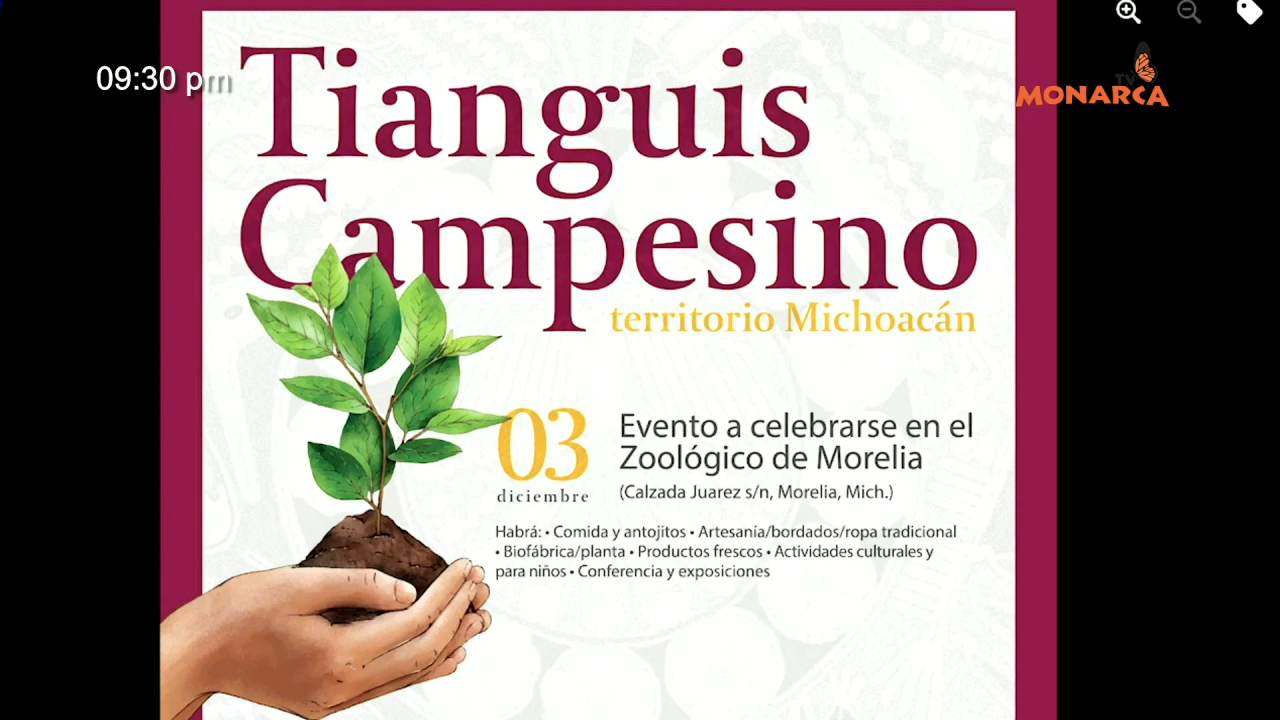 09:30 pm
TV
MONARCA
Tianguis
Campesino
territorio Michoacán
03
diciembre
Evento a celebrarse en el
Zoológico de Morelia
(Calzada Juarez s/n, Morelia, Mich.)
Habrá: • Comida y antojitos • Artesanía/bordados/ropa tradicional
• Biofábrica/planta • Productos frescos • Actividades culturales y
para niños • Conferencia y exposiciones